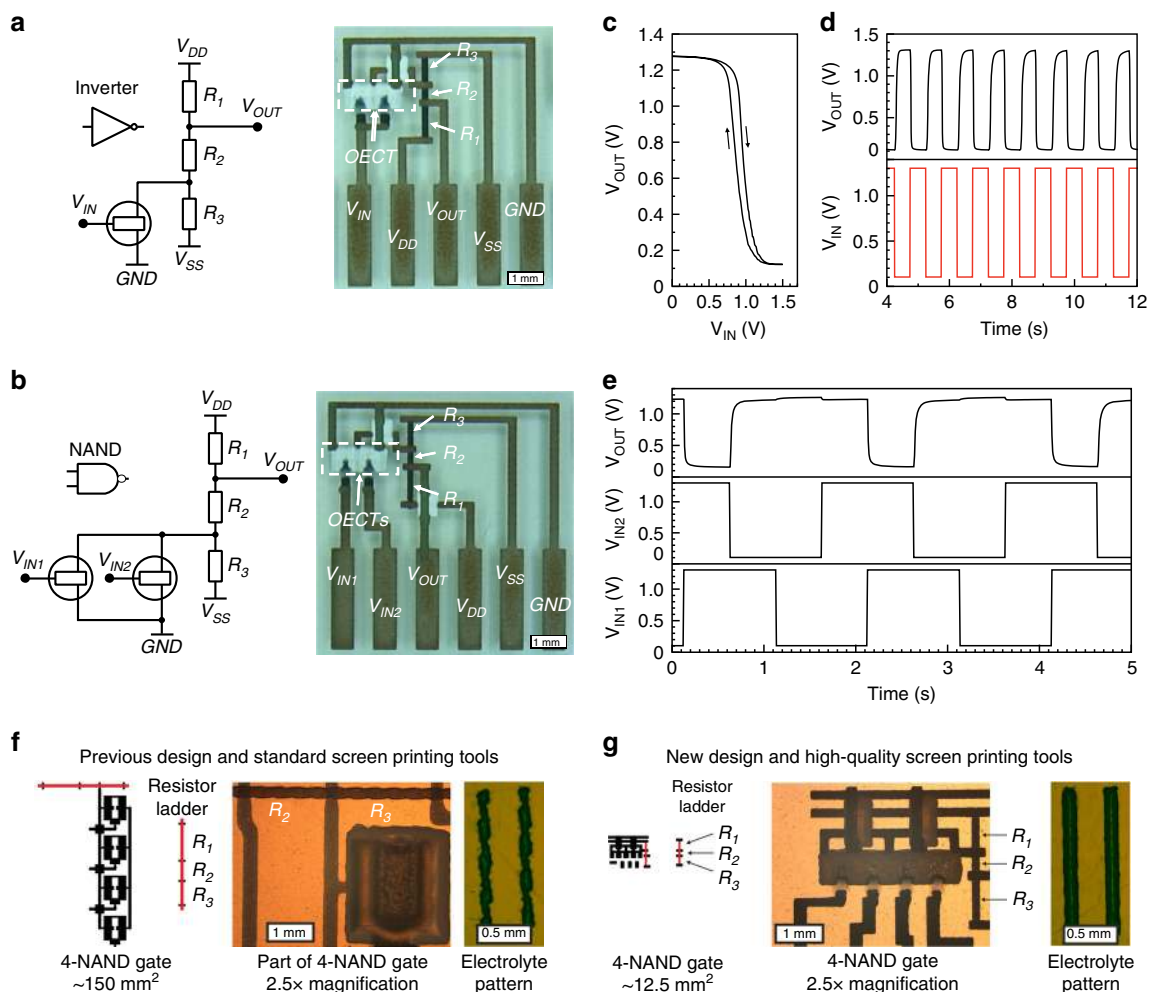 a
Inverter
V_DD
R_1
V_OUT
R_2
V_IN
R_3
GND
V_SS
R_3
R_2
R_1
OECT
V_IN
V_DD
V_OUT
V_SS
GND
1 mm
c
V_OUT (V)
1.4
1.2
1.0
0.8
0.6
0.4
0.2
0
0 0.5 1.0 1.5
V_IN (V)
d
V_OUT (V)
1.5
1.0
0.5
0
V_IN (V)
1.0
0.5
0
4 6 8 10 12
Time (s)
b
NAND
V_DD
R_1
V_OUT
R_2
V_IN1
V_IN2
R_3
V_SS
GND
R_3
R_2
R_1
OECTs
V_IN1
V_IN2
V_OUT
V_DD
V_SS
GND
1 mm
e
V_OUT (V)
1.0
0.5
0
V_IN2 (V)
1.0
0.5
0
V_IN1 (V)
1.0
0.5
0
0 1 2 3 4 5
Time (s)
f
Previous design and standard screen printing tools
Resistor
ladder
R_1
R_2
R_3
R_2
R_3
1 mm
0.5 mm
4-NAND gate
~150 mm²
Part of 4-NAND gate
2.5× magnification
Electrolyte
pattern
g
New design and high-quality screen printing tools
Resistor
ladder
R_1
R_2
R_3
R_1
R_2
R_3
1 mm
0.5 mm
4-NAND gate
~12.5 mm²
4-NAND gate
2.5× magnification
Electrolyte
pattern